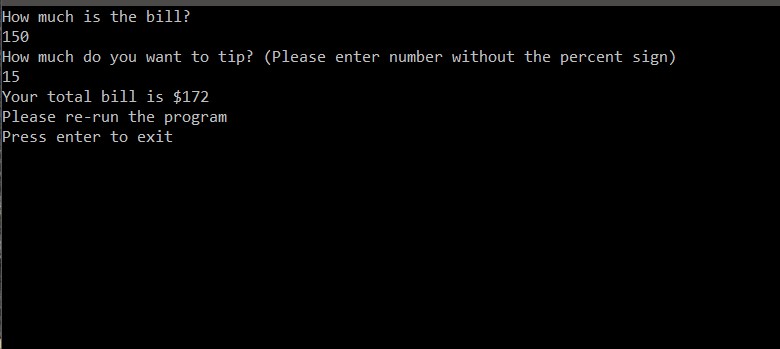 How much is the bill?
150
How much do you want to tip? (Please enter number without the percent sign)
15
Your total bill is $172
Please re-run the program
Press enter to exit